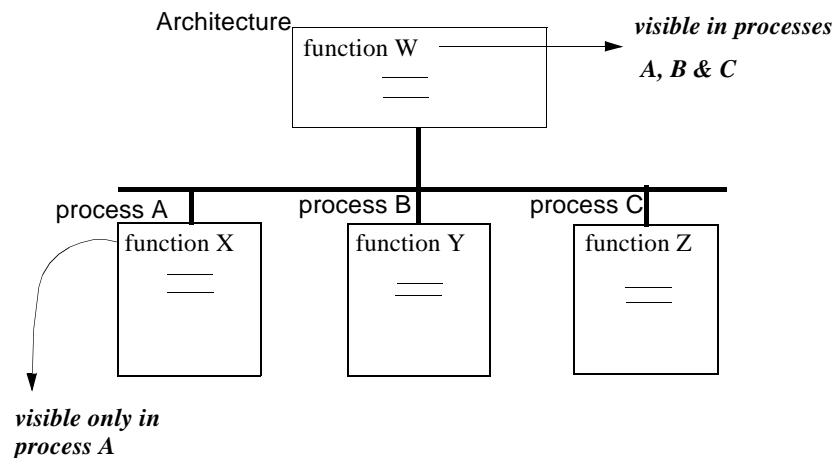 Architecture
function W
visible in processes
A, B & C
process A
process B
process C
function X
function Y
function Z
visible only in
process A